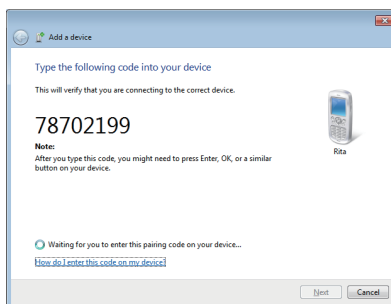 Add a device
Type the following code into your device
This will verify that you are connecting to the correct device.
78702199
Note:
After you type this code, you might need to press Enter, OK, or a similar
button on your device.
Rita
Waiting for you to enter this pairing code on your device...
How do I enter this code on my device?
Next Cancel